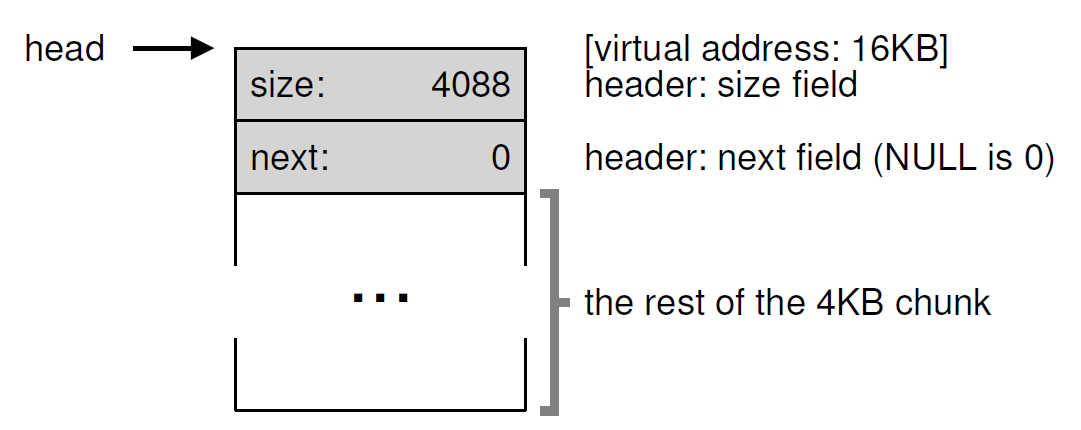 head
[virtual address: 16KB]
size: 4088
header: size field
next: 0
header: next field (NULL is 0)
...
the rest of the 4KB chunk